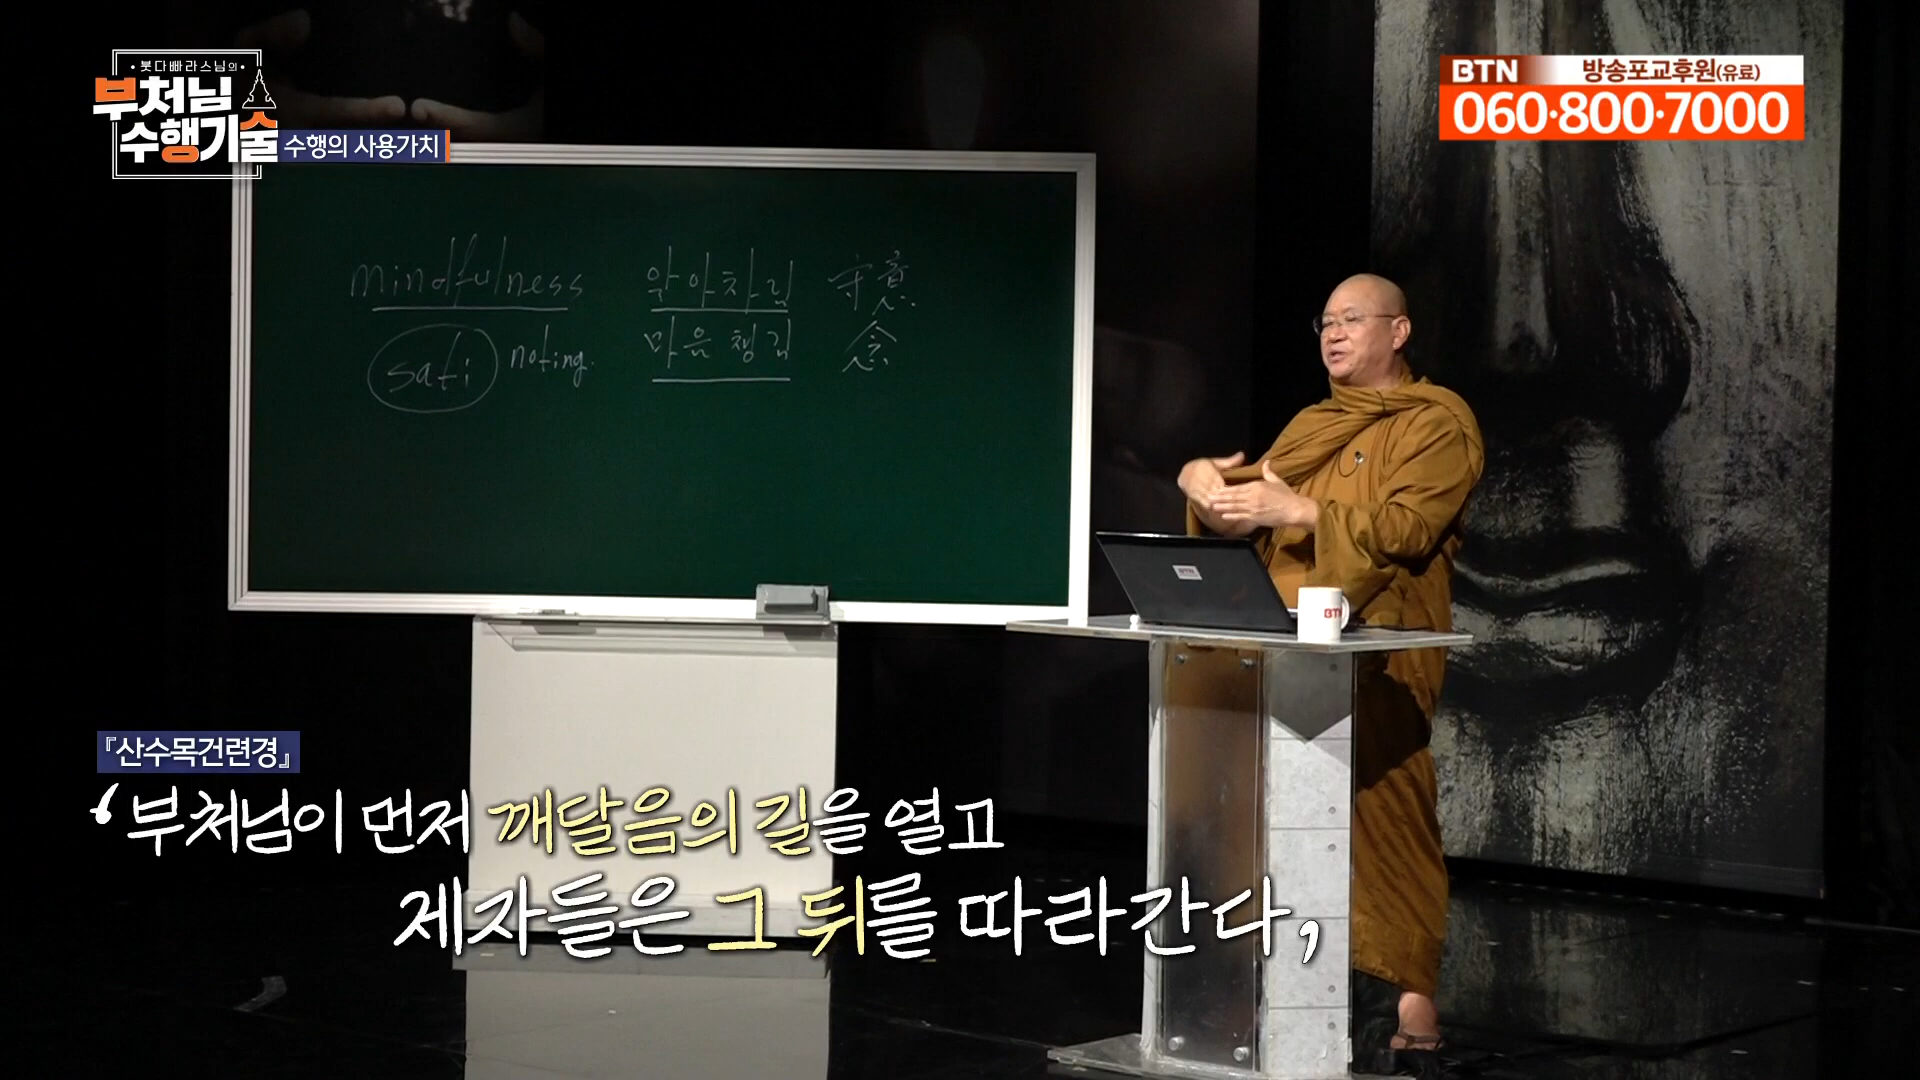 붓다빠라스님의
부처님
수행기술
수행의 사용가치
BTN 방송포교후원(유료)
060·800·7000
mindfulness 알아차림 守意
sati noting. 마음챙김 念
BTN
BTN
『산수목건련경』
‘부처님이 먼저 깨달음의 길을 열고
제자들은 그 뒤를 따라간다’